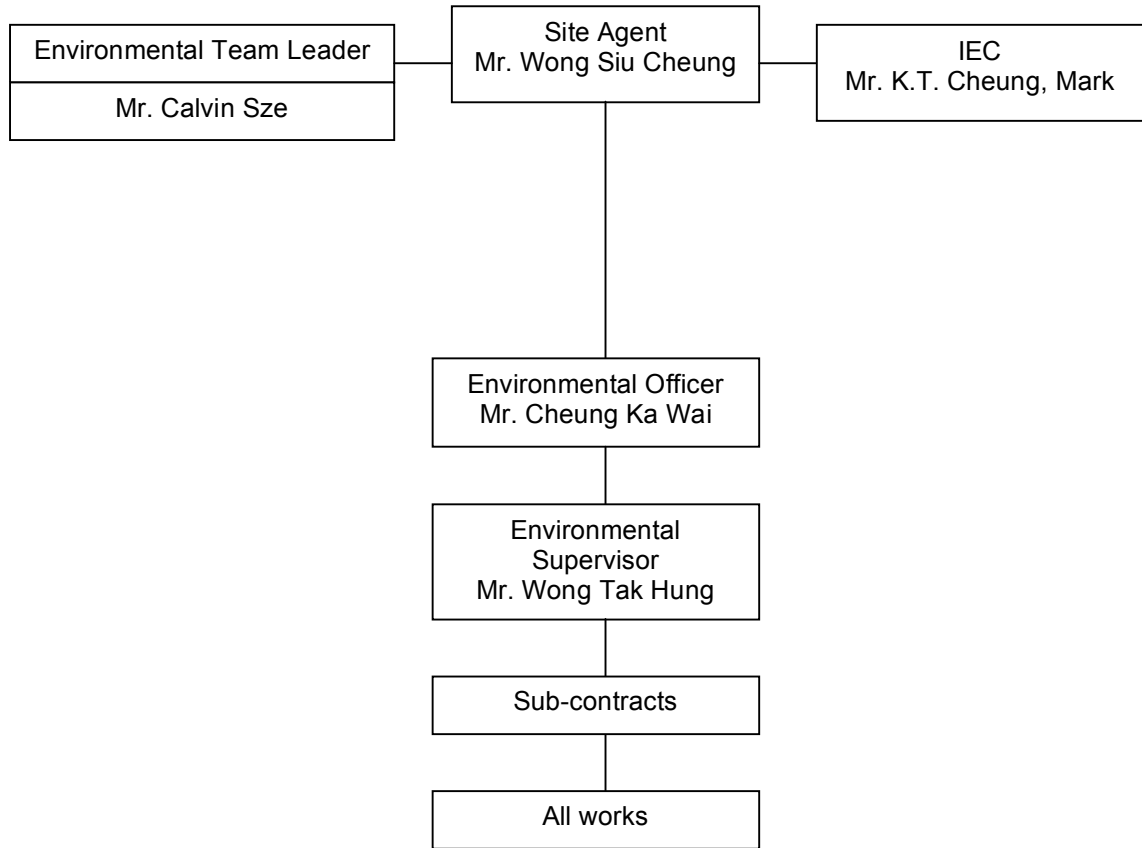 Environmental Team Leader
Mr. Calvin Sze
Site Agent
Mr. Wong Siu Cheung
IEC
Mr. K.T. Cheung, Mark
Environmental Officer
Mr. Cheung Ka Wai
Environmental
Supervisor
Mr. Wong Tak Hung
Sub-contracts
All works